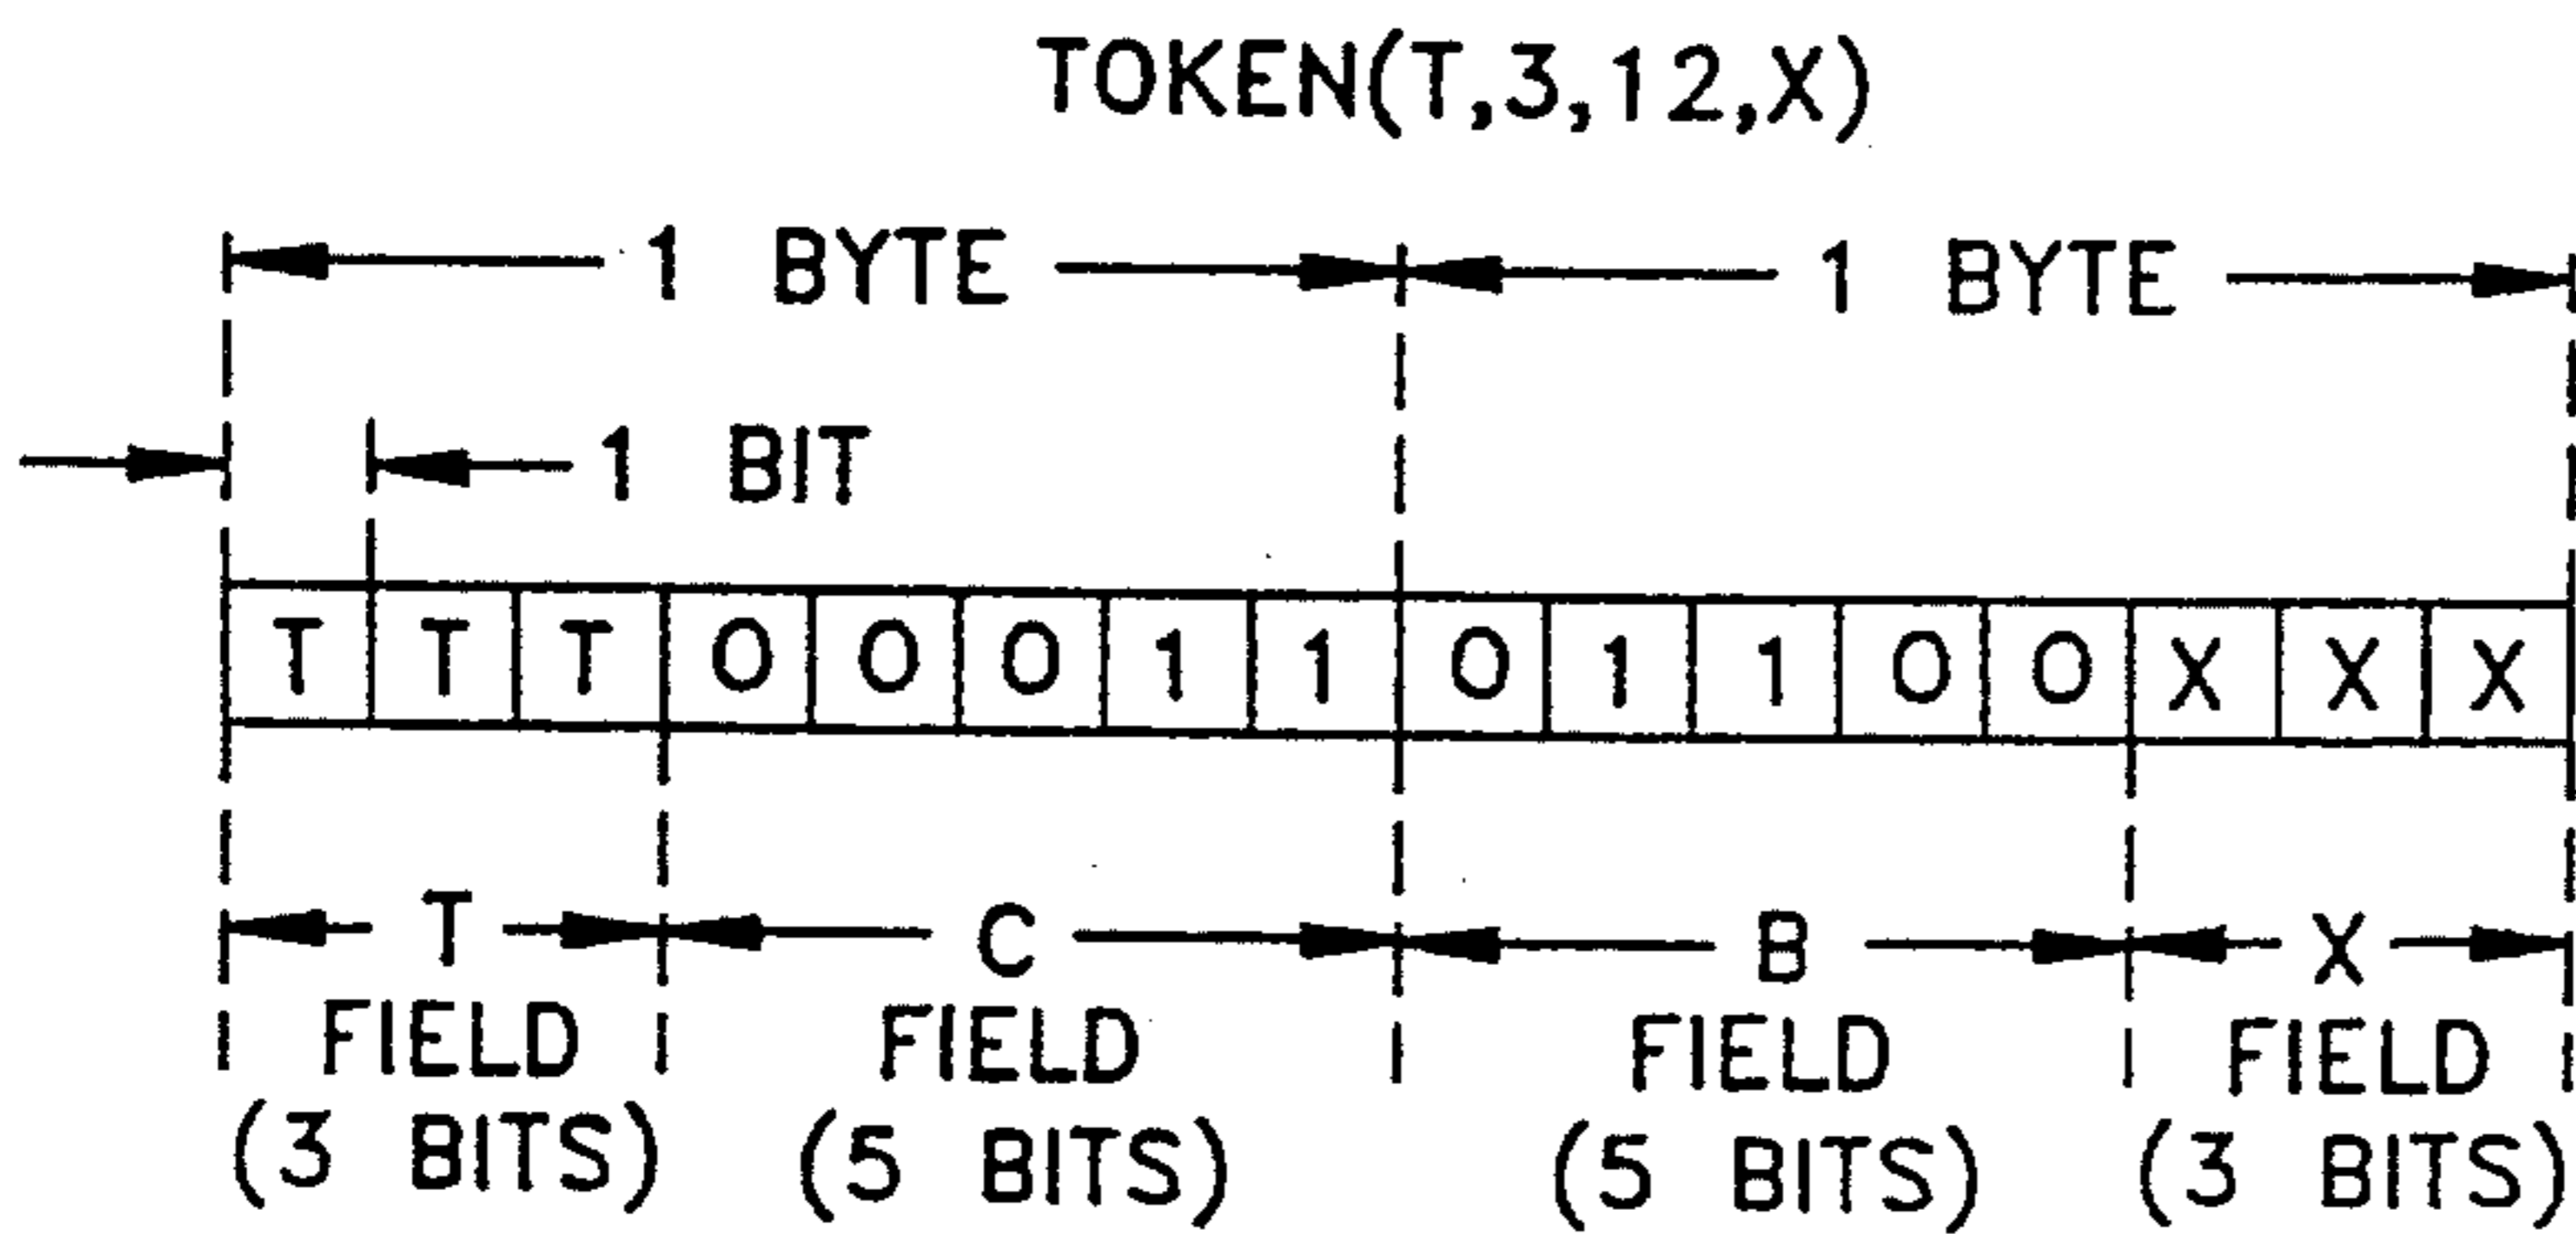 TOKEN(T,3,12,X)
1 BYTE 1 BYTE
1 BIT
T T T 0 0 0 1 1 0 1 1 0 0 X X X
T C B X
FIELD FIELD FIELD FIELD
(3 BITS) (5 BITS) (5 BITS) (3 BITS)